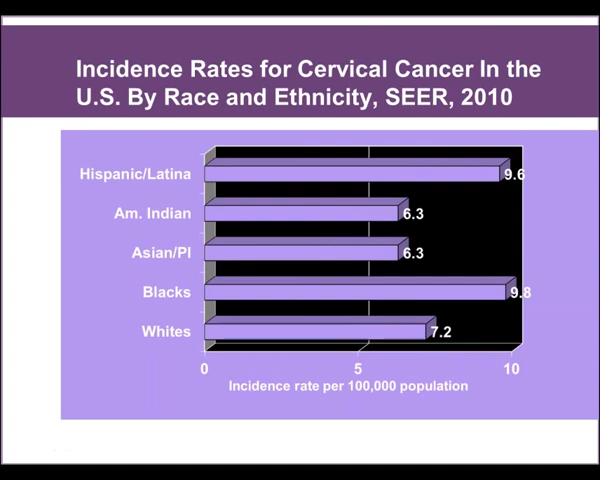 Incidence Rates for Cervical Cancer In the
U.S. By Race and Ethnicity, SEER, 2010
Hispanic/Latina 9.6
Am. Indian 6.3
Asian/PI 6.3
Blacks 9.8
Whites 7.2
0 5 10
Incidence rate per 100,000 population